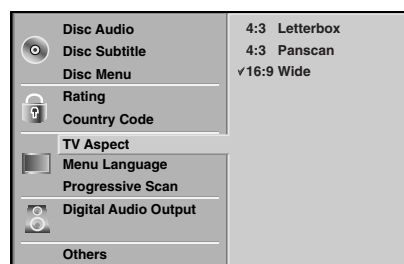 Disc Audio
Disc Subtitle
Disc Menu
Rating
Country Code
TV Aspect
Menu Language
Progressive Scan
Digital Audio Output
Others
4:3 Letterbox
4:3 Panscan
✓16:9 Wide